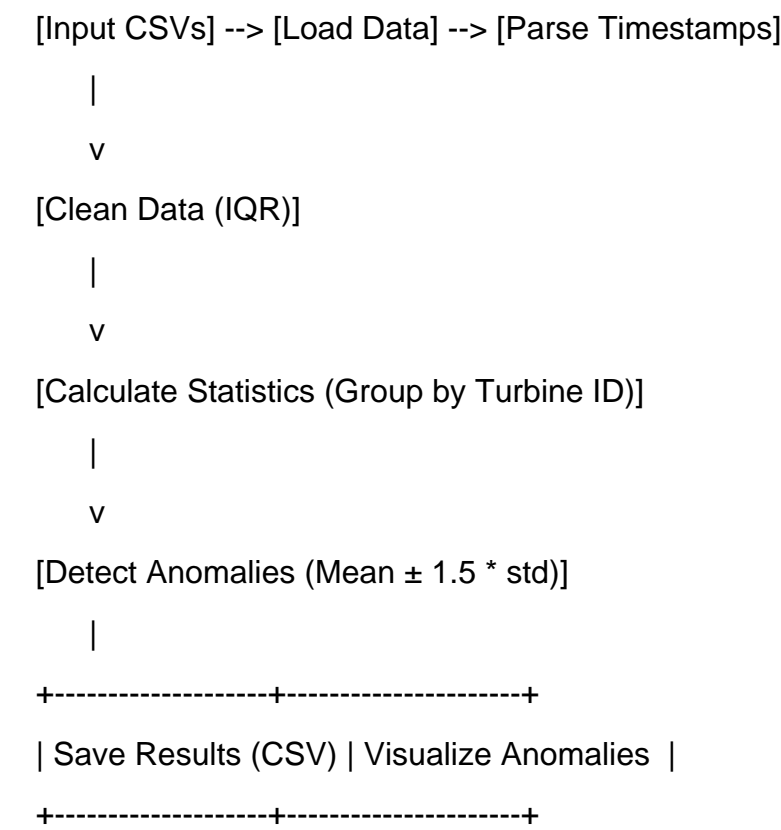 [Input CSVs] --> [Load Data] --> [Parse Timestamps]
|
v
[Clean Data (IQR)]
|
v
[Calculate Statistics (Group by Turbine ID)]
|
v
[Detect Anomalies (Mean ± 1.5 * std)]
|
+-------------------+----------------------+
| Save Results (CSV) | Visualize Anomalies |
+-------------------+----------------------+